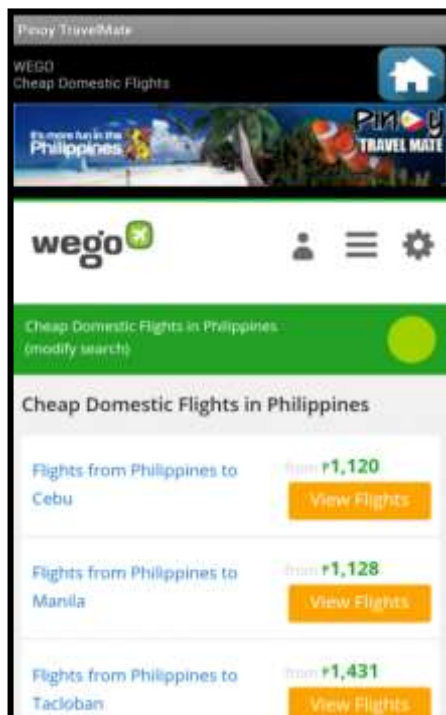 Pinoy TravelMate
WEGO
Cheap Domestic Flights
It's more fun in the
Philippines
PINOY
TRAVEL MATE
wego
Cheap Domestic Flights in Philippines
(modify search)
Cheap Domestic Flights in Philippines
Flights from Philippines to
Cebu
from ₱1,120
View Flights
Flights from Philippines to
Manila
from ₱1,128
View Flights
Flights from Philippines to
Tacloban
from ₱1,431
View Flights